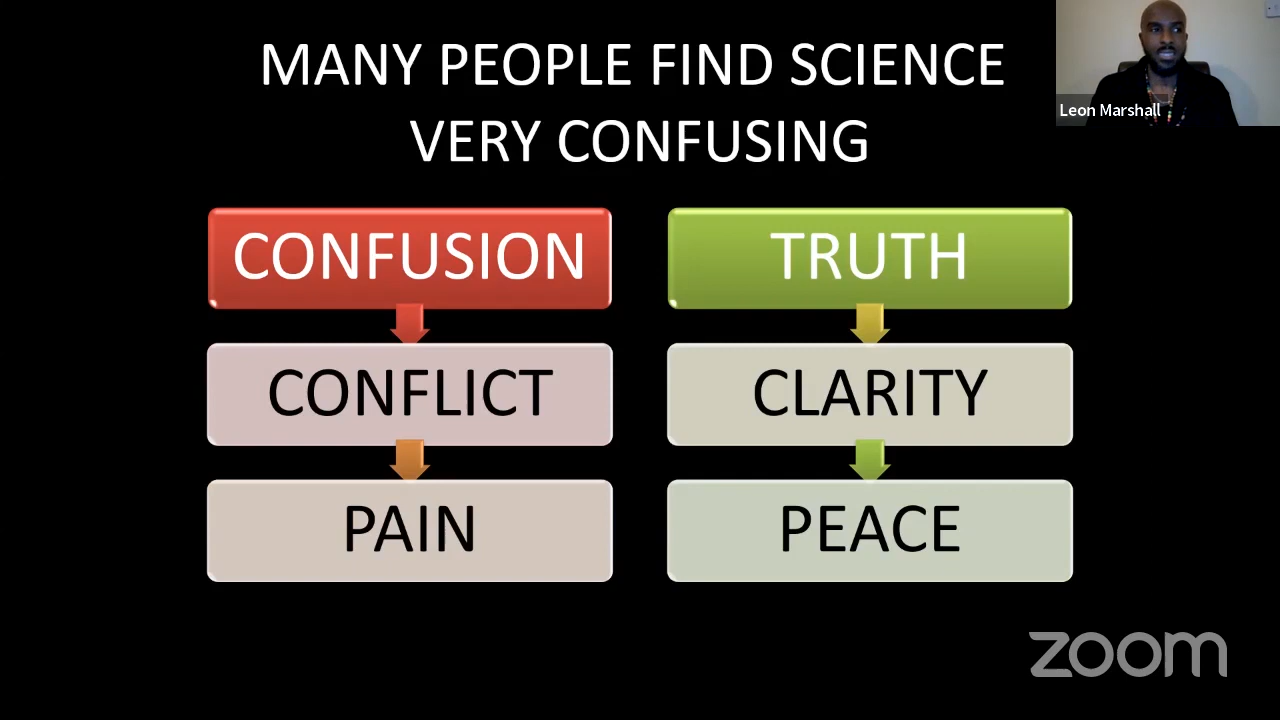 MANY PEOPLE FIND SCIENCE
VERY CONFUSING
Leon Marshall
CONFUSION
CONFLICT
PAIN
TRUTH
CLARITY
PEACE
zoom